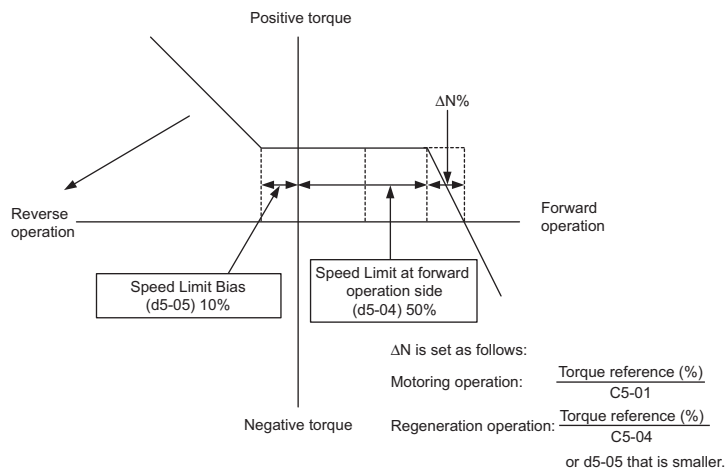 Positive torque
ΔN%
Reverse
operation
Forward
operation
Speed Limit Bias
(d5-05) 10%
Speed Limit at forward
operation side
(d5-04) 50%
ΔN is set as follows:
Motoring operation:
Torque reference (%)
C5-01
Negative torque
Regeneration operation:
Torque reference (%)
C5-04
or d5-05 that is smaller.